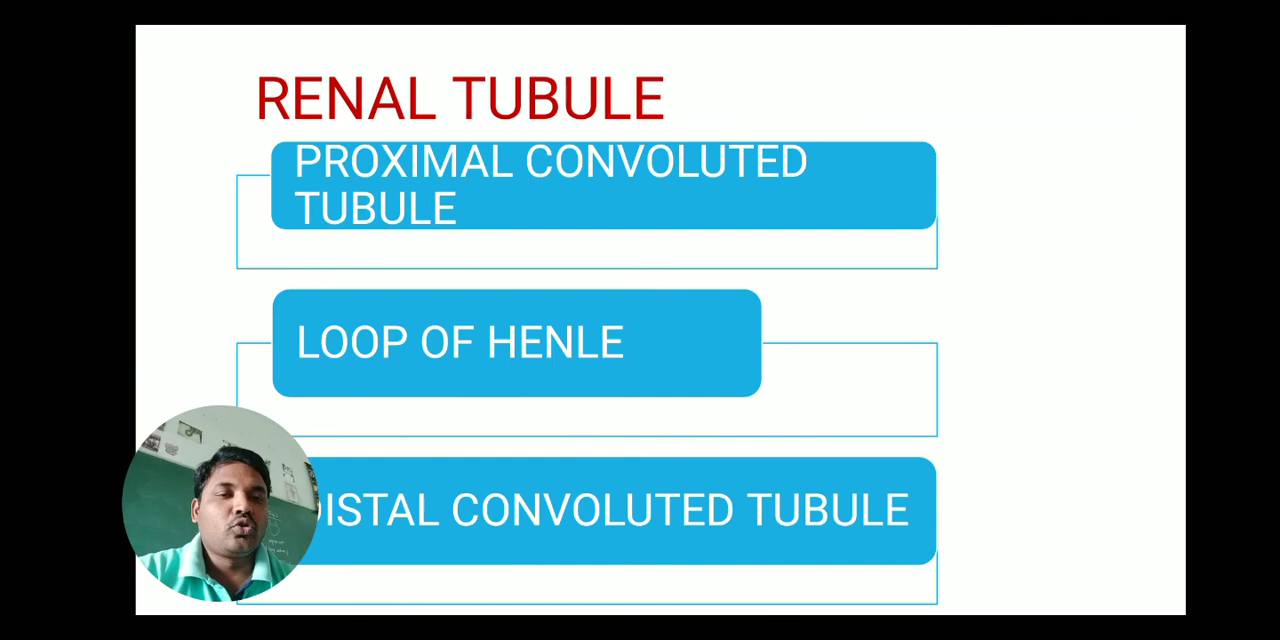 RENAL TUBULE
PROXIMAL CONVOLUTED
TUBULE
LOOP OF HENLE
ISTAL CONVOLUTED TUBULE